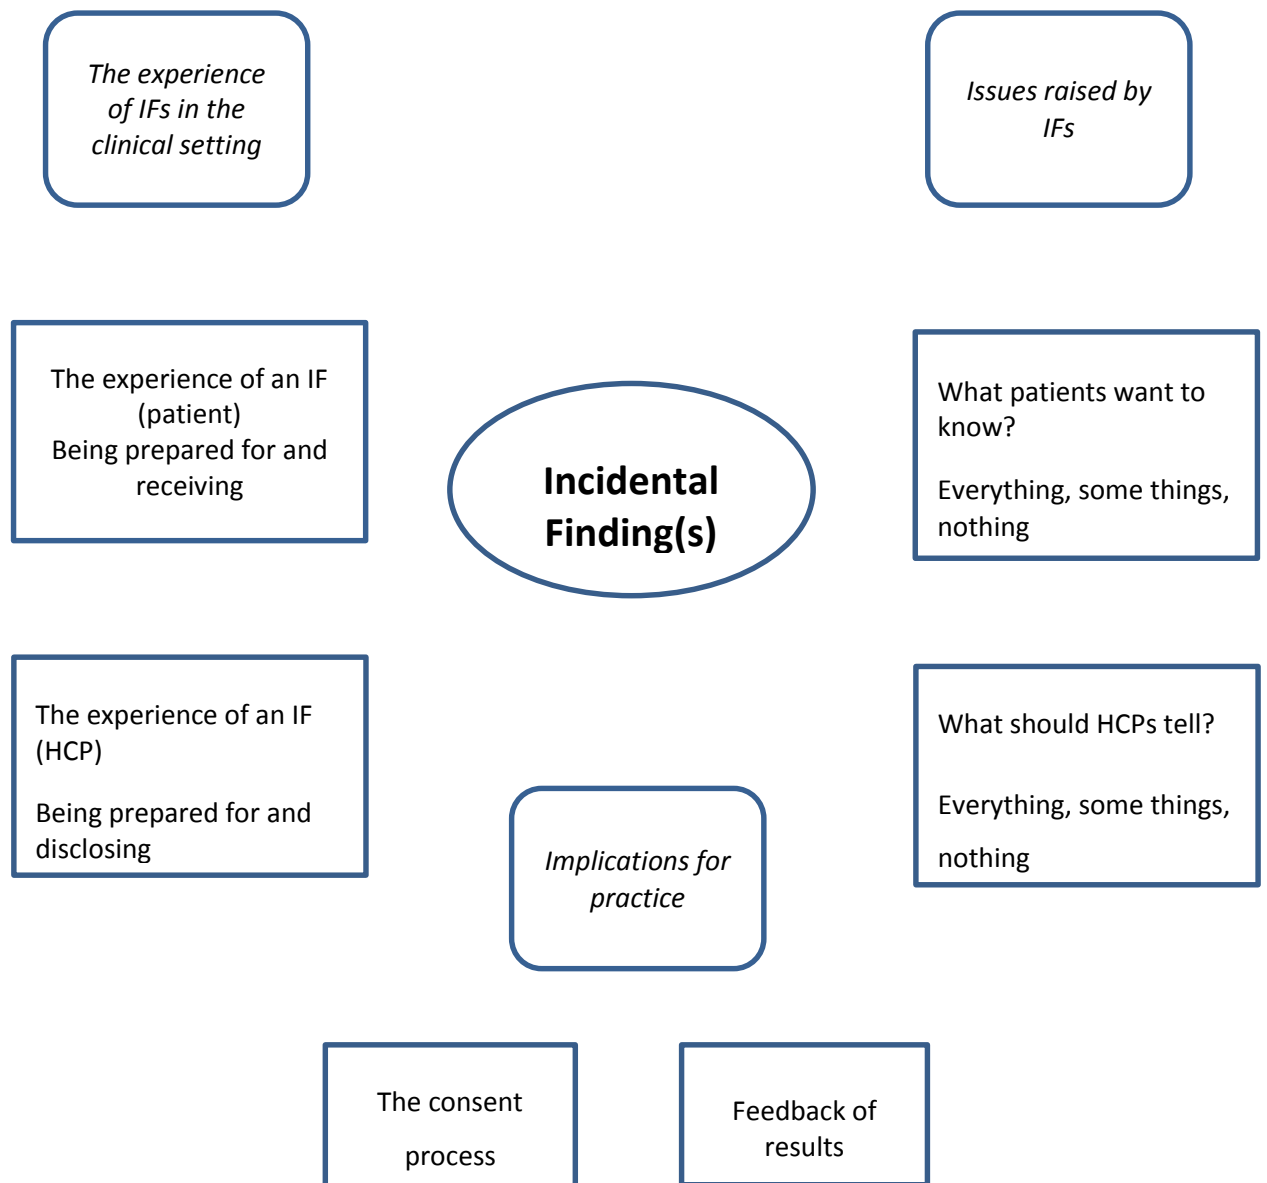 The experience
of IFs in the
clinical setting
Issues raised by
IFs
The experience of an IF
(patient)
Being prepared for and
receiving
Incidental
Finding(s)
What patients want to
know?
Everything, some things,
nothing
The experience of an IF
(HCP)
Being prepared for and
disclosing
What should HCPs tell?
Everything, some things,
nothing
Implications for
practice
The consent
process
Feedback of
results